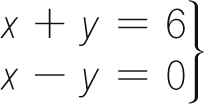 x + y = 6
x - y = 0
}